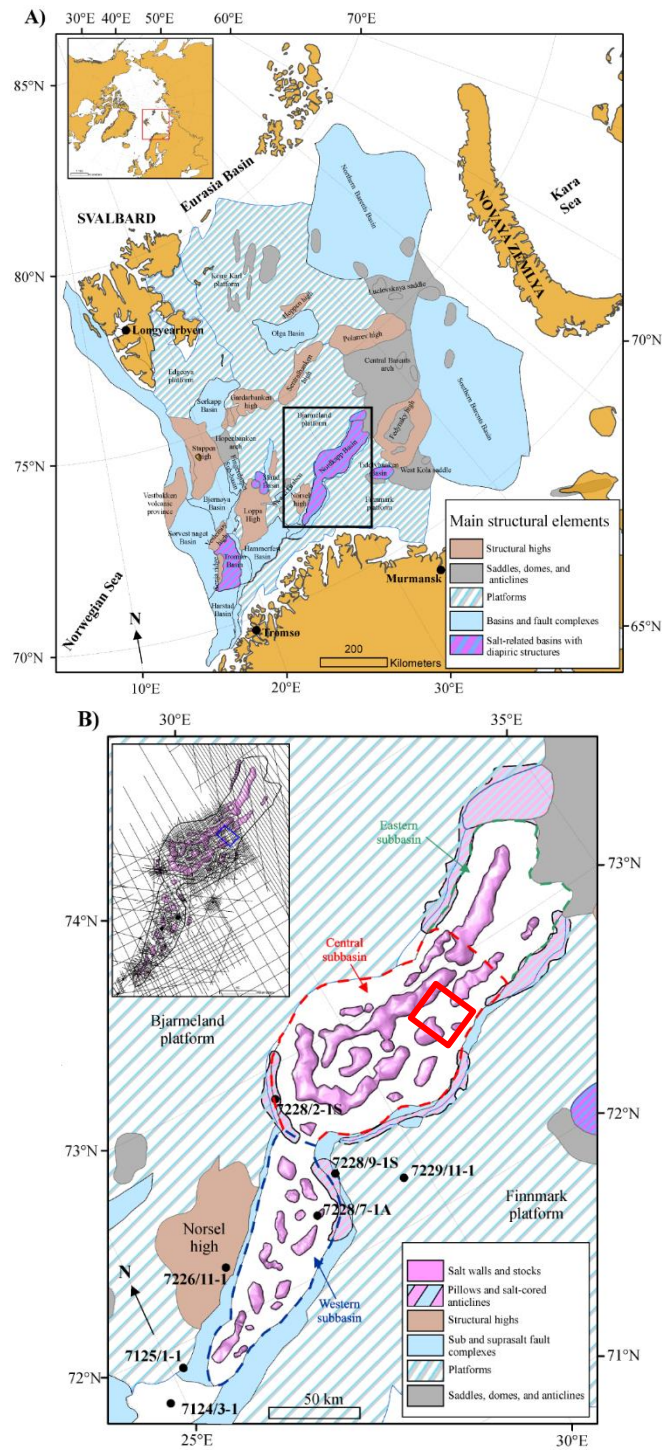 A)
30°E 40°E 50°E 60°E 70°E
85°N
Eurasia Basin
Kara
Sea
NOVAYA ZEMLYA
SVALBARD
Northern Barents Basin
80°N
Kong Karl
platform
Longyearbyen
Olga Basin
70°N
Edgeøya
platform
Sentralbanken
high
Central Barents
arch
Southern Barents Basin
Sørkapp
Basin
Gardarbanken
high
Bjarmeland
platform
Stappen
high
Nordkapp Basin
Fedynsky high
75°N
West Kola saddle
Vestbakken
volcanic
province
Bjørnøya
Basin
Loppa
High
Norsel
high
Finnmark
platform
Sørvest naget
Basin
Hammerfest
Basin
Tromsø
Basin
Harstad
Basin
Norwegian Sea
N
Murmansk
Tromsø
65°N
70°N
200
Kilometers
10°E 20°E 30°E
Main structural elements
Structural highs
Saddles, domes, and
anticlines
Platforms
Basins and fault complexes
Salt-related basins with
diapiric structures
B)
30°E 35°E
Eastern
subbasin
73°N
74°N
Central
subbasin
Bjarmeland
platform
7228/2-1S
72°N
73°N
7228/9-1S
7229/11-1
Finnmark
platform
7228/7-1A
Norsel
high
7226/11-1
Western
subbasin
N
7125/1-1
71°N
72°N
7124/3-1
50 km
25°E 30°E
Salt walls and stocks
Pillows and salt-cored
anticlines
Structural highs
Sub and suprasalt fault
complexes
Platforms
Saddles, domes, and anticlines